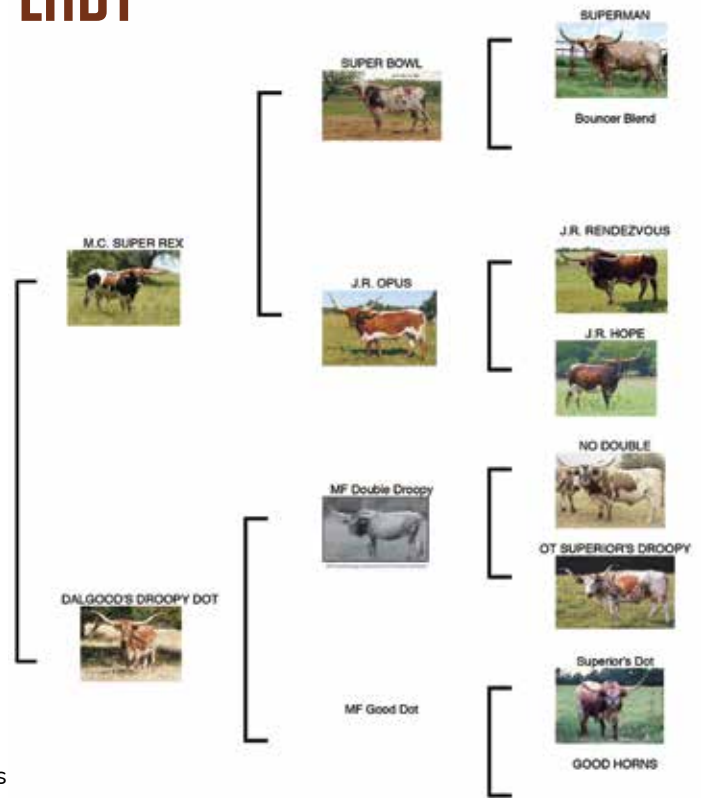 LADY
SUPERMAN
SUPER BOWL
Bouncer Blend
M.C. SUPER REX
J.R. RENDEZVOUS
J.R. OPUS
J.R. HOPE
NO DOUBLE
MF Double Droopy
OT SUPERIOR'S DROOPY
DALGOOD'S DROOPY DOT
Superior's Dot
MF Good Dot
GOOD HORNS
s